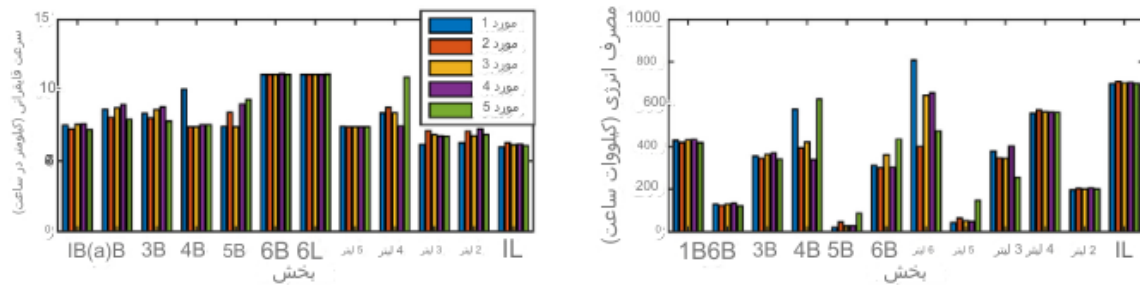 سرعت قایقرانی (کیلومتر در ساعت)
15
10
0
مورد 1
مورد 2
مورد 3
مورد 4
مورد 5
IB(a)B 3B 4B 5B 6B 6L 5 لیتر 4 لیتر 3 لیتر 2 لیتر IL
بخش
مصرف انرژی (کیلووات ساعت)
1000
800
600
400
200
0
1B6B 3B 4B 5B 6B 6 لیتر 5 لیتر 3 لیتر 4 لیتر 2 لیتر IL
بخش